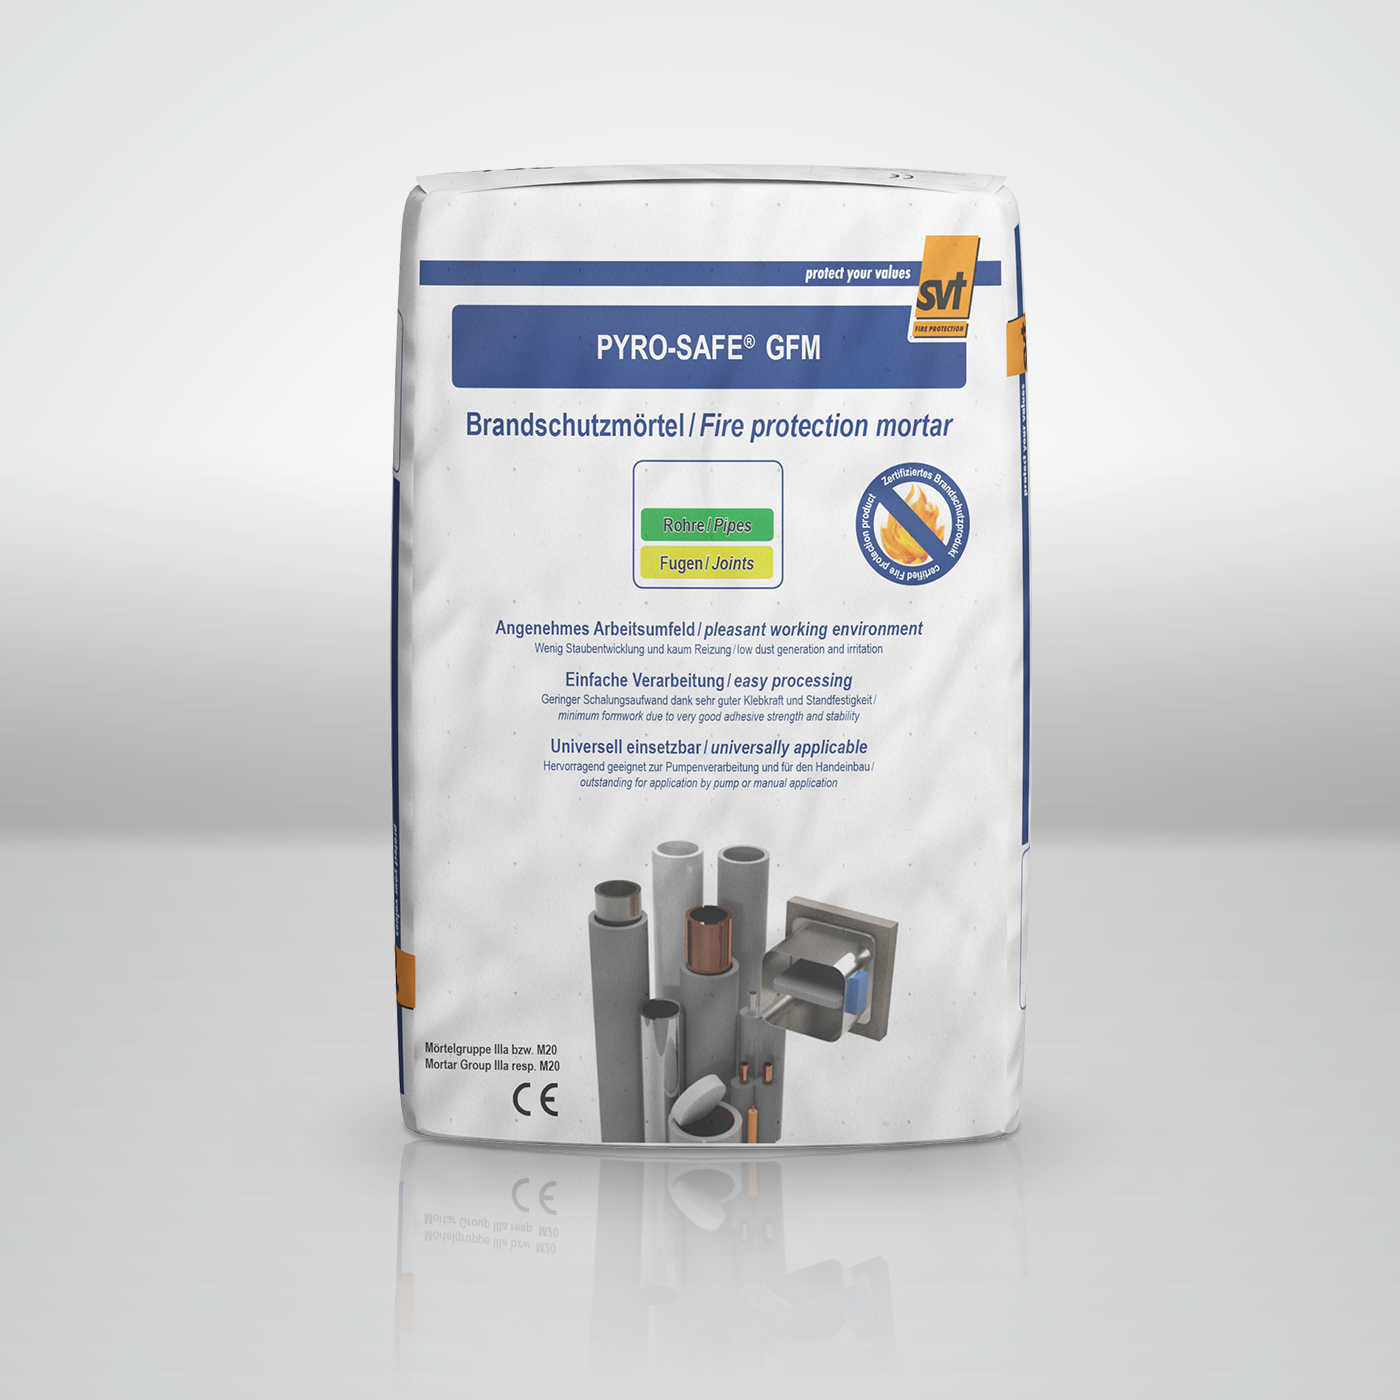 protect your values
svt
FIRE PROTECTION
PYRO-SAFE® GFM
Brandschutzmörtel / Fire protection mortar
Rohre / Pipes
Fugen / Joints
Zertifiziertes Brandschutzprodukt
certified Fire protection product
Angenehmes Arbeitsumfeld / pleasant working environment
Wenig Staubentwicklung und kaum Reizung / low dust generation and irritation
Einfache Verarbeitung / easy processing
Geringer Schalungsaufwand dank sehr guter Klebkraft und Standfestigkeit /
minimum formwork due to very good adhesive strength and stability
Universell einsetzbar / universally applicable
Hervorragend geeignet zur Pumpenverarbeitung und für den Handeinbau /
outstanding for application by pump or manual application
Mörtelgruppe IIIa bzw. M20
Mortar Group IIIa resp. M20
CE
protect your values
protect your values